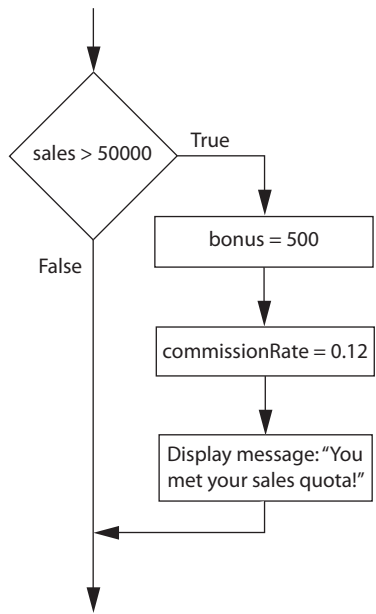 sales > 50000
True
bonus = 500
False
commissionRate = 0.12
Display message: “You
met your sales quota!”